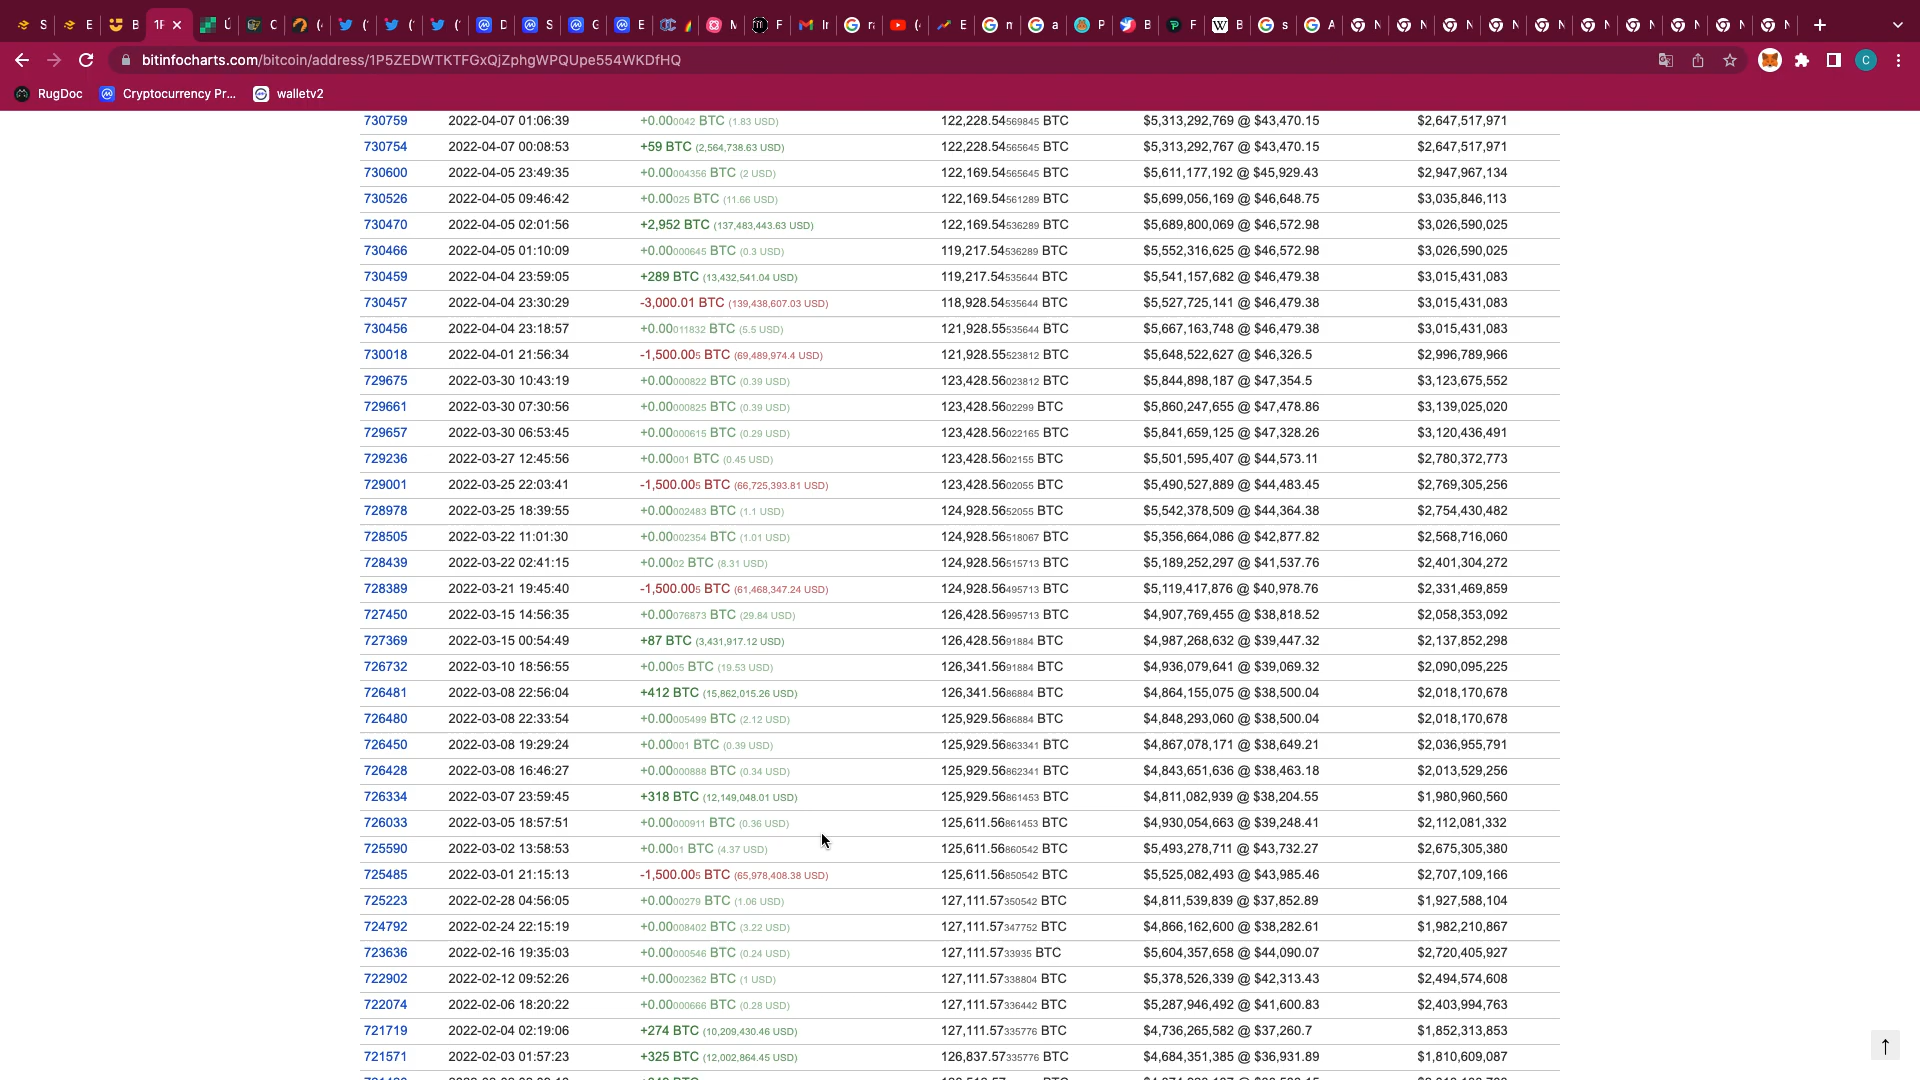 S E B 1F Ú C ( ( ( ( D S G E M F Ir ra ( E m a P B F B s A N N N N N N N N N N
bitinfocharts.com/bitcoin/address/1P5ZEDWTKTFGxQjZphgWPQUpe554WKDfHQ C
RugDoc Cryptocurrency Pr... walletv2
730759 2022-04-07 01:06:39 +0.000042 BTC (1.83 USD) 122,228.54569845 BTC $5,313,292,769 @ $43,470.15 $2,647,517,971
730754 2022-04-07 00:08:53 +59 BTC (2,564,738.63 USD) 122,228.54565645 BTC $5,313,292,767 @ $43,470.15 $2,647,517,971
730600 2022-04-05 23:49:35 +0.00004356 BTC (2 USD) 122,169.54565645 BTC $5,611,177,192 @ $45,929.43 $2,947,967,134
730526 2022-04-05 09:46:42 +0.00025 BTC (11.66 USD) 122,169.54561289 BTC $5,699,056,169 @ $46,648.75 $3,035,846,113
730470 2022-04-05 02:01:56 +2,952 BTC (137,483,443.63 USD) 122,169.54536289 BTC $5,689,800,069 @ $46,572.98 $3,026,590,025
730466 2022-04-05 01:10:09 +0.00000645 BTC (0.3 USD) 119,217.54536289 BTC $5,552,316,625 @ $46,572.98 $3,026,590,025
730459 2022-04-04 23:59:05 +289 BTC (13,432,541.04 USD) 119,217.54535644 BTC $5,541,157,682 @ $46,479.38 $3,015,431,083
730457 2022-04-04 23:30:29 -3,000.01 BTC (139,438,607.03 USD) 118,928.54535644 BTC $5,527,725,141 @ $46,479.38 $3,015,431,083
730456 2022-04-04 23:18:57 +0.00011832 BTC (5.5 USD) 121,928.55535644 BTC $5,667,163,748 @ $46,479.38 $3,015,431,083
730018 2022-04-01 21:56:34 -1,500.005 BTC (69,489,974.4 USD) 121,928.55523812 BTC $5,648,522,627 @ $46,326.5 $2,996,789,966
729675 2022-03-30 10:43:19 +0.00000822 BTC (0.39 USD) 123,428.56023812 BTC $5,844,898,187 @ $47,354.5 $3,123,675,552
729661 2022-03-30 07:30:56 +0.00000825 BTC (0.39 USD) 123,428.5602299 BTC $5,860,247,655 @ $47,478.86 $3,139,025,020
729657 2022-03-30 06:53:45 +0.00000615 BTC (0.29 USD) 123,428.56022165 BTC $5,841,659,125 @ $47,328.26 $3,120,436,491
729236 2022-03-27 12:45:56 +0.00001 BTC (0.45 USD) 123,428.5602155 BTC $5,501,595,407 @ $44,573.11 $2,780,372,773
729001 2022-03-25 22:03:41 -1,500.005 BTC (66,725,393.81 USD) 123,428.5602055 BTC $5,490,527,889 @ $44,483.45 $2,769,305,256
728978 2022-03-25 18:39:55 +0.00002483 BTC (1.1 USD) 124,928.5652055 BTC $5,542,378,509 @ $44,364.38 $2,754,430,482
728505 2022-03-22 11:01:30 +0.00002354 BTC (1.01 USD) 124,928.56518067 BTC $5,356,664,086 @ $42,877.82 $2,568,716,060
728439 2022-03-22 02:41:15 +0.0002 BTC (8.31 USD) 124,928.56515713 BTC $5,189,252,297 @ $41,537.76 $2,401,304,272
728389 2022-03-21 19:45:40 -1,500.005 BTC (61,468,347.24 USD) 124,928.56495713 BTC $5,119,417,876 @ $40,978.76 $2,331,469,859
727450 2022-03-15 14:56:35 +0.00076873 BTC (29.84 USD) 126,428.56995713 BTC $4,907,769,455 @ $38,818.52 $2,058,353,092
727369 2022-03-15 00:54:49 +87 BTC (3,431,917.12 USD) 126,428.5691884 BTC $4,987,268,632 @ $39,447.32 $2,137,852,298
726732 2022-03-10 18:56:55 +0.0005 BTC (19.53 USD) 126,341.5691884 BTC $4,936,079,641 @ $39,069.32 $2,090,095,225
726481 2022-03-08 22:56:04 +412 BTC (15,862,015.26 USD) 126,341.5686884 BTC $4,864,155,075 @ $38,500.04 $2,018,170,678
726480 2022-03-08 22:33:54 +0.00005499 BTC (2.12 USD) 125,929.5686884 BTC $4,848,293,060 @ $38,500.04 $2,018,170,678
726450 2022-03-08 19:29:24 +0.00001 BTC (0.39 USD) 125,929.56863341 BTC $4,867,078,171 @ $38,649.21 $2,036,955,791
726428 2022-03-08 16:46:27 +0.00000888 BTC (0.34 USD) 125,929.56862341 BTC $4,843,651,636 @ $38,463.18 $2,013,529,256
726334 2022-03-07 23:59:45 +318 BTC (12,149,048.01 USD) 125,929.56861453 BTC $4,811,082,939 @ $38,204.55 $1,980,960,560
726033 2022-03-05 18:57:51 +0.00000911 BTC (0.36 USD) 125,611.56861453 BTC $4,930,054,663 @ $39,248.41 $2,112,081,332
725590 2022-03-02 13:58:53 +0.0001 BTC (4.37 USD) 125,611.56860542 BTC $5,493,278,711 @ $43,732.27 $2,675,305,380
725485 2022-03-01 21:15:13 -1,500.005 BTC (65,978,408.38 USD) 125,611.56850542 BTC $5,525,082,493 @ $43,985.46 $2,707,109,166
725223 2022-02-28 04:56:05 +0.0000279 BTC (1.06 USD) 127,111.57350542 BTC $4,811,539,839 @ $37,852.89 $1,927,588,104
724792 2022-02-24 22:15:19 +0.00008402 BTC (3.22 USD) 127,111.57347752 BTC $4,866,162,600 @ $38,282.61 $1,982,210,867
723636 2022-02-16 19:35:03 +0.00000546 BTC (0.24 USD) 127,111.5733935 BTC $5,604,357,658 @ $44,090.07 $2,720,405,927
722902 2022-02-12 09:52:26 +0.00002362 BTC (1 USD) 127,111.57338804 BTC $5,378,526,339 @ $42,313.43 $2,494,574,608
722074 2022-02-06 18:20:22 +0.00000666 BTC (0.28 USD) 127,111.57336442 BTC $5,287,946,492 @ $41,600.83 $2,403,994,763
721719 2022-02-04 02:19:06 +274 BTC (10,209,430.46 USD) 127,111.57335776 BTC $4,736,265,582 @ $37,260.7 $1,852,313,853
721571 2022-02-03 01:57:23 +325 BTC (12,002,864.45 USD) 126,837.57335776 BTC $4,684,351,385 @ $36,931.89 $1,810,609,087